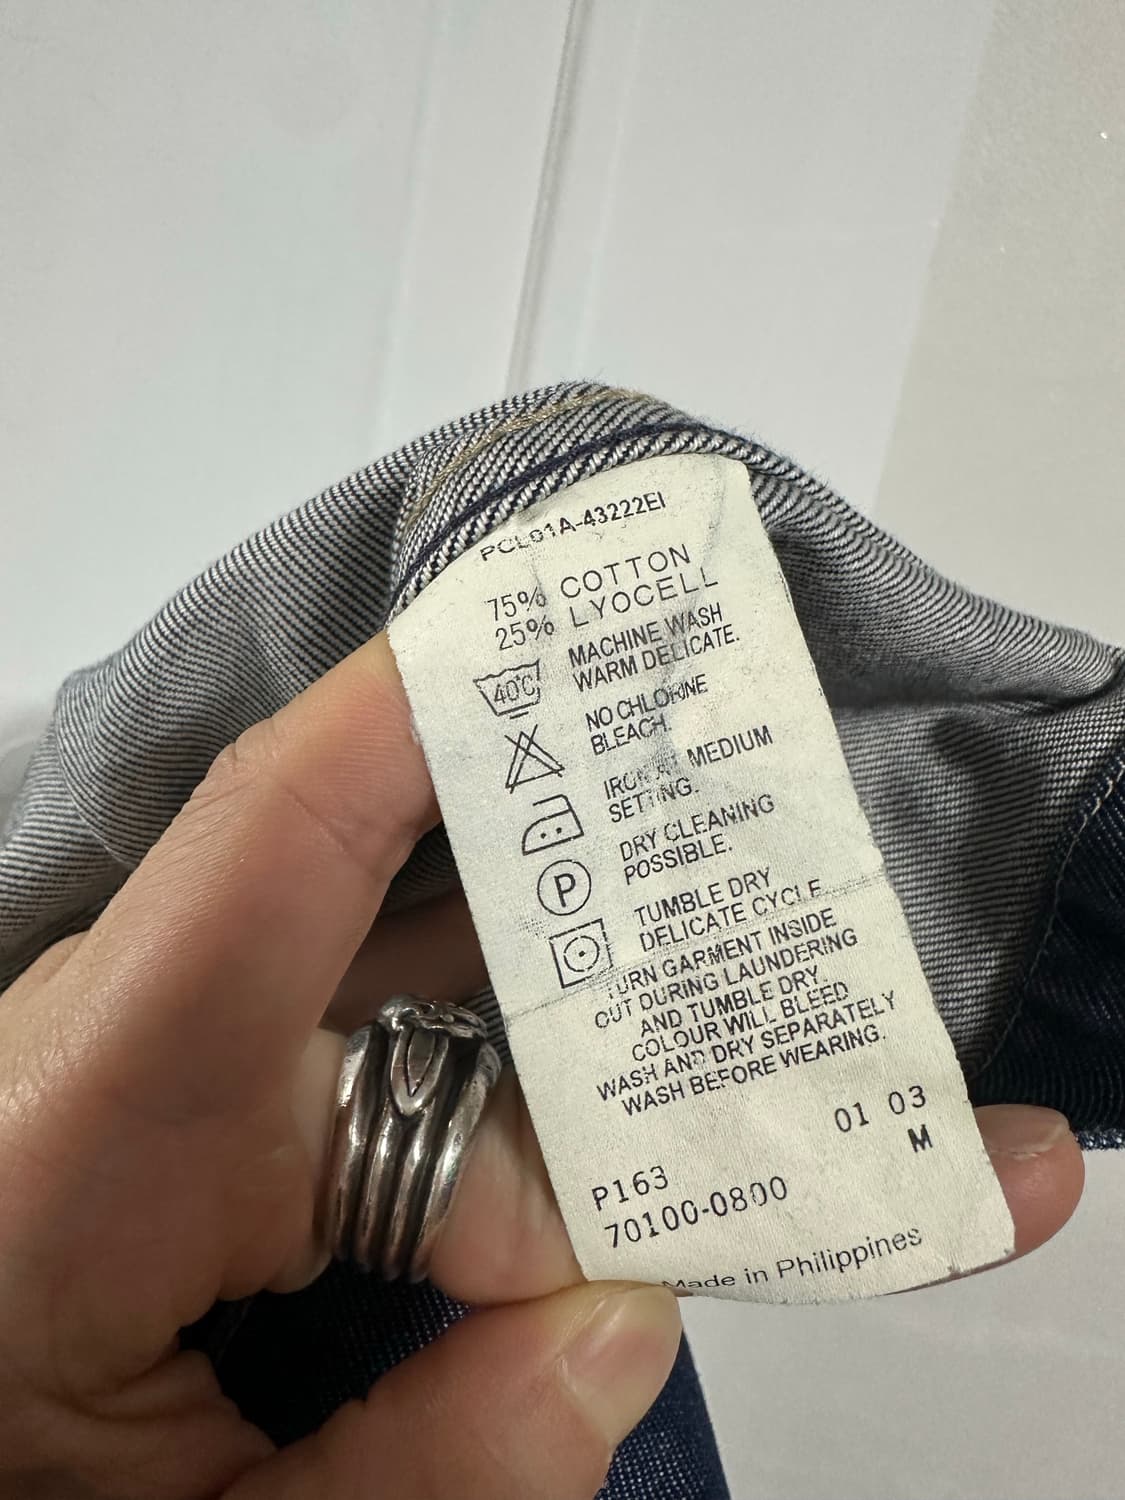 PCL01A-43222EI
75% COTTON
25% LYOCELL
40°C
MACHINE WASH
WARM DELICATE.
NO CHLORINE
BLEACH.
IRON AT MEDIUM
SETTING.
P
DRY CLEANING
POSSIBLE.
TUMBLE DRY
DELICATE CYCLE.
TURN GARMENT INSIDE
OUT DURING LAUNDERING
AND TUMBLE DRY.
COLOUR WILL BLEED
WASH AND DRY SEPARATELY
WASH BEFORE WEARING.
01 03
M
P163
70100-0800
Made in Philippines